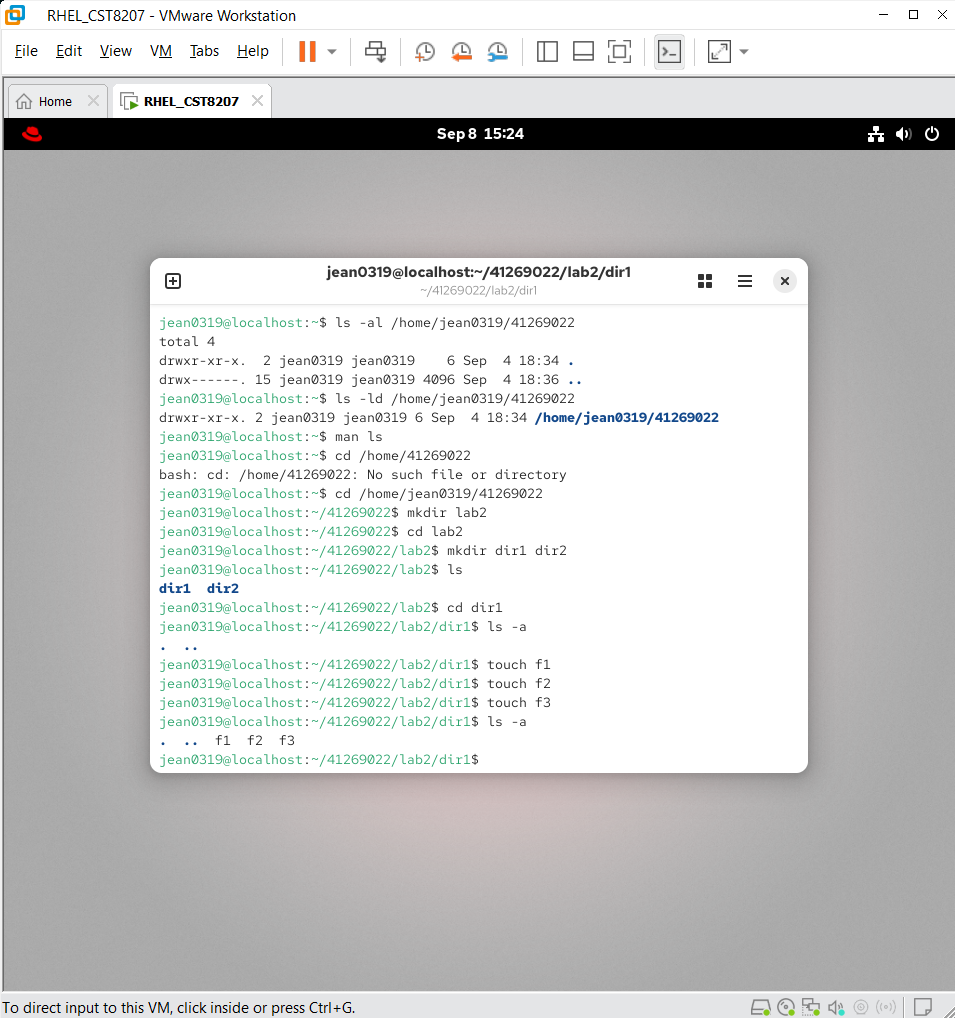 RHEL_CST8207 - VMware Workstation
File Edit View VM Tabs Help
Home RHEL_CST8207
Sep 8 15:24
jean0319@localhost:~/41269022/lab2/dir1
~/41269022/lab2/dir1
jean0319@localhost:~$ ls -al /home/jean0319/41269022
total 4
drwxr-xr-x.  2 jean0319 jean0319    6 Sep  4 18:34 .
drwx------. 15 jean0319 jean0319 4096 Sep  4 18:36 ..
jean0319@localhost:~$ ls -ld /home/jean0319/41269022
drwxr-xr-x. 2 jean0319 jean0319 6 Sep  4 18:34 /home/jean0319/41269022
jean0319@localhost:~$ man ls
jean0319@localhost:~$ cd /home/41269022
bash: cd: /home/41269022: No such file or directory
jean0319@localhost:~$ cd /home/jean0319/41269022
jean0319@localhost:~/41269022$ mkdir lab2
jean0319@localhost:~/41269022$ cd lab2
jean0319@localhost:~/41269022/lab2$ mkdir dir1 dir2
jean0319@localhost:~/41269022/lab2$ ls
dir1  dir2
jean0319@localhost:~/41269022/lab2$ cd dir1
jean0319@localhost:~/41269022/lab2/dir1$ ls -a
.  ..
jean0319@localhost:~/41269022/lab2/dir1$ touch f1
jean0319@localhost:~/41269022/lab2/dir1$ touch f2
jean0319@localhost:~/41269022/lab2/dir1$ touch f3
jean0319@localhost:~/41269022/lab2/dir1$ ls -a
.  ..  f1  f2  f3
jean0319@localhost:~/41269022/lab2/dir1$
To direct input to this VM, click inside or press Ctrl+G.